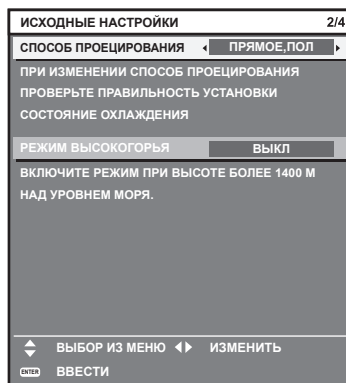 ИСХОДНЫЕ НАСТРОЙКИ 2/4
СПОСОБ ПРОЕЦИРОВАНИЯ ПРЯМОЕ,ПОЛ
ПРИ ИЗМЕНЕНИИ СПОСОБ ПРОЕЦИРОВАНИЯ
ПРОВЕРЬТЕ ПРАВИЛЬНОСТЬ УСТАНОВКИ
СОСТОЯНИЕ ОХЛАЖДЕНИЯ
РЕЖИМ ВЫСОКОГОРЬЯ ВЫКЛ
ВКЛЮЧИТЕ РЕЖИМ ПРИ ВЫСОТЕ БОЛЕЕ 1400 М
НАД УРОВНЕМ МОРЯ.
ВЫБОР ИЗ МЕНЮ ИЗМЕНИТЬ
ENTER ВВЕСТИ